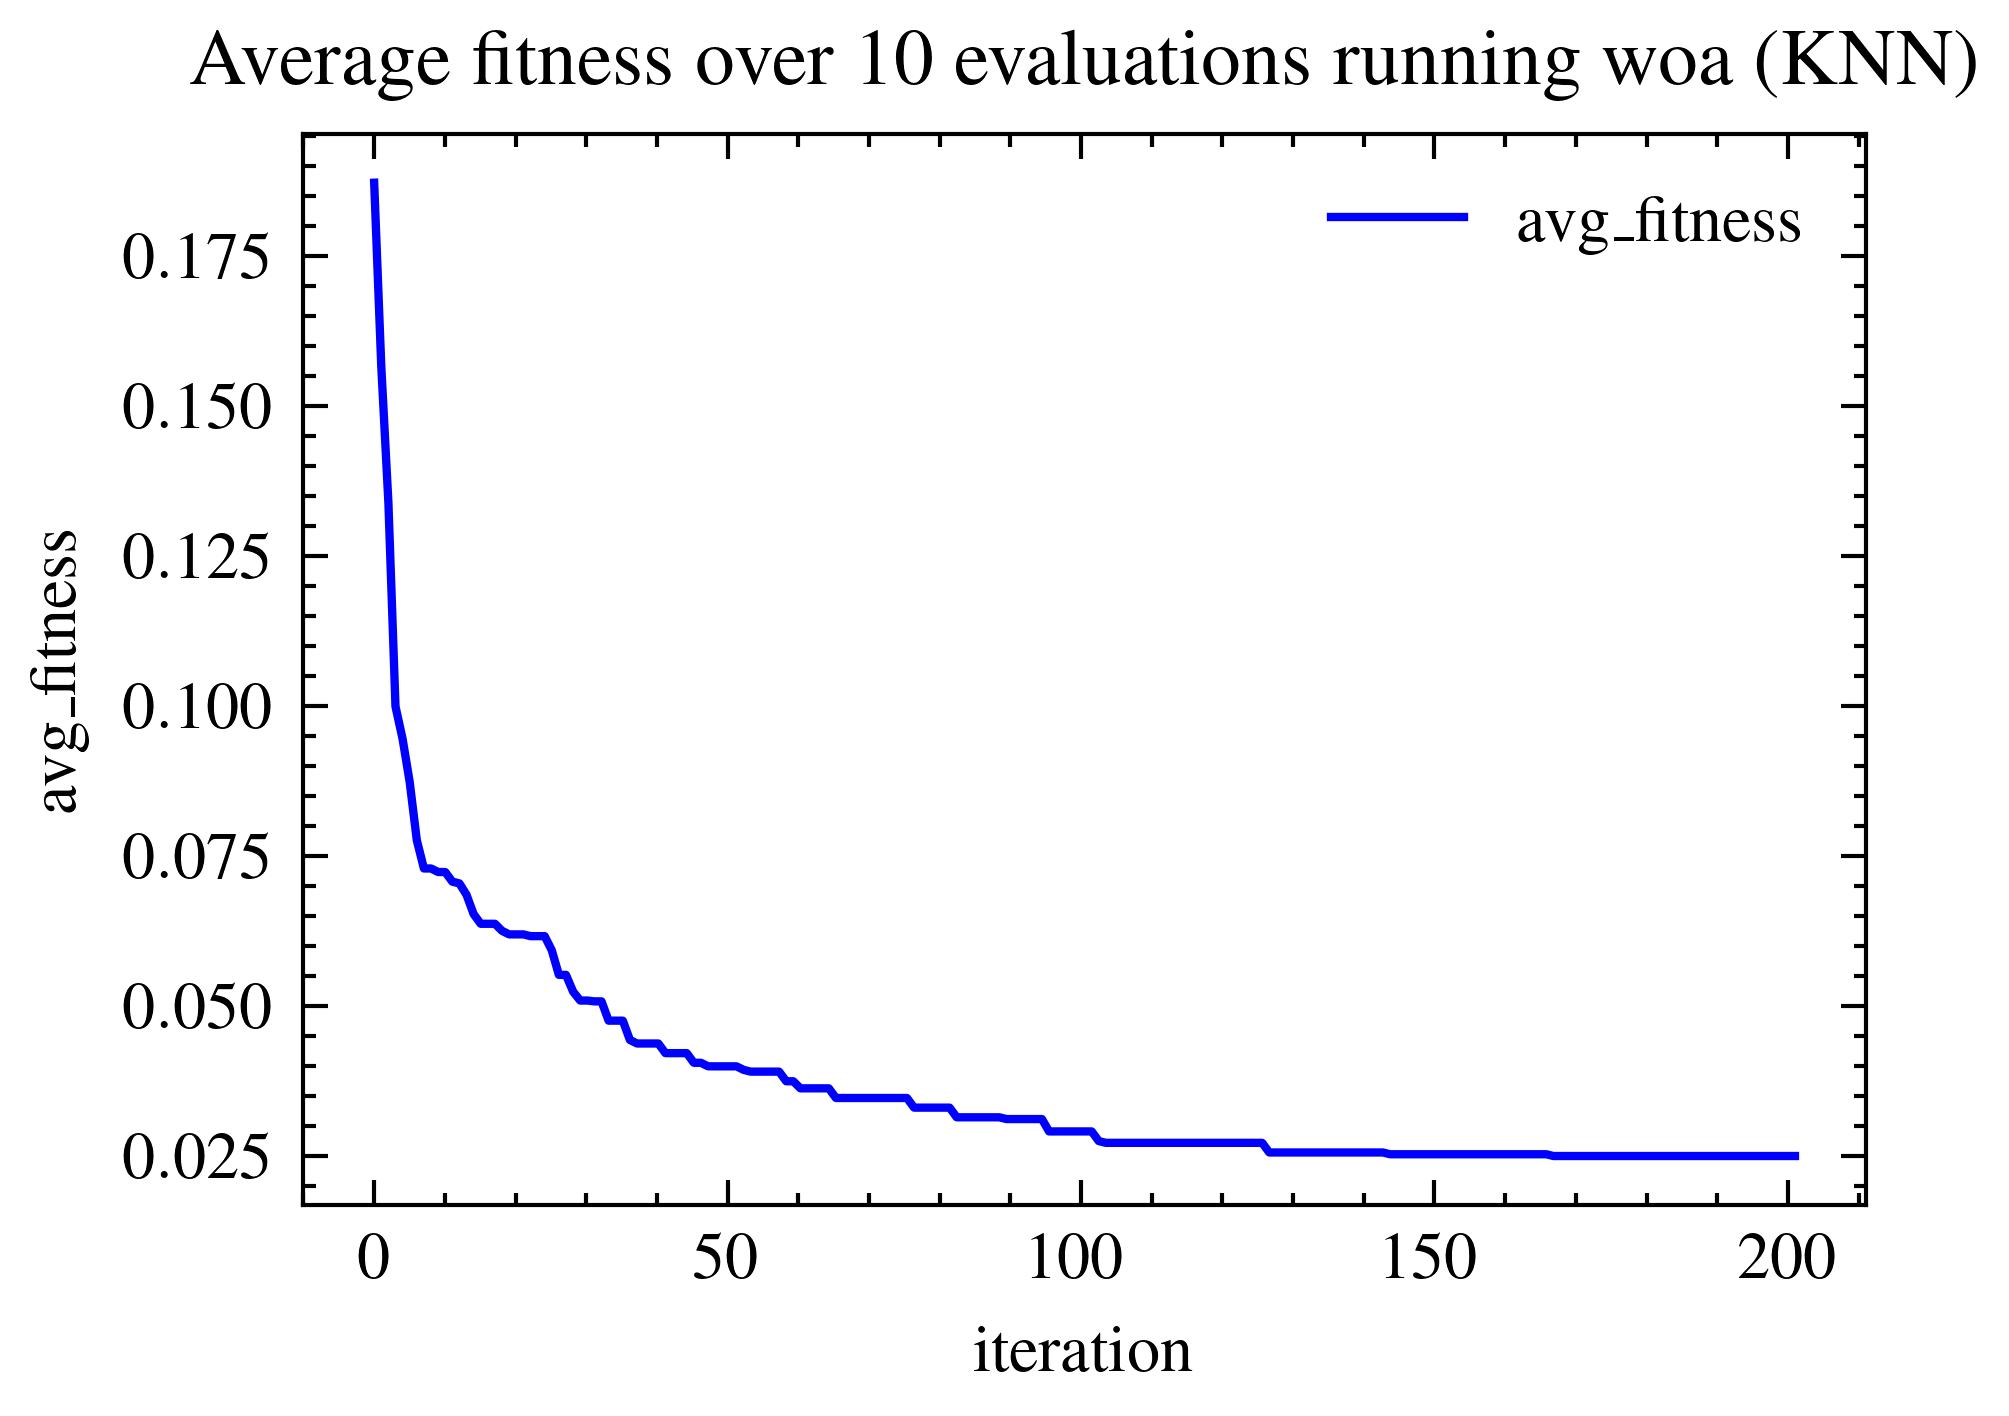 Average fitness over 10 evaluations running woa (KNN)
avg_fitness
0.175
0.150
0.125
0.100
0.075
0.050
0.025
avg_fitness
0 50 100 150 200
iteration